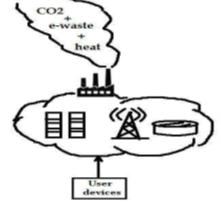 CO2
+
e-waste
+
heat
User
devices